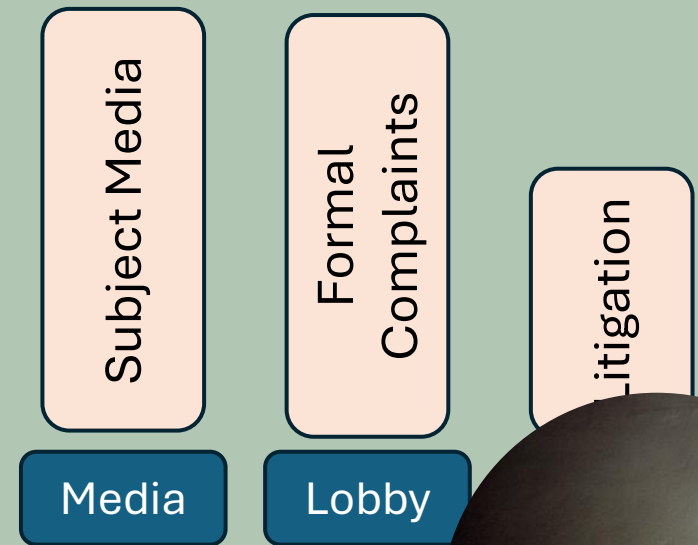 Subject Media
Formal
Complaints
Litigation
Media
Lobby